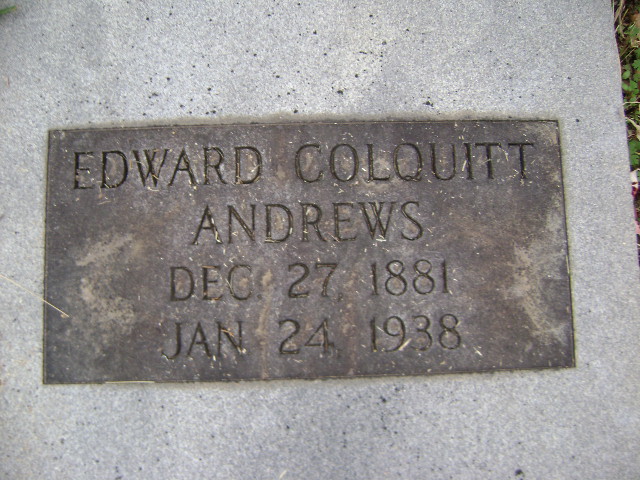 EDWARD COLQUITT
ANDREWS
DEC. 27, 1881
JAN. 24, 1938